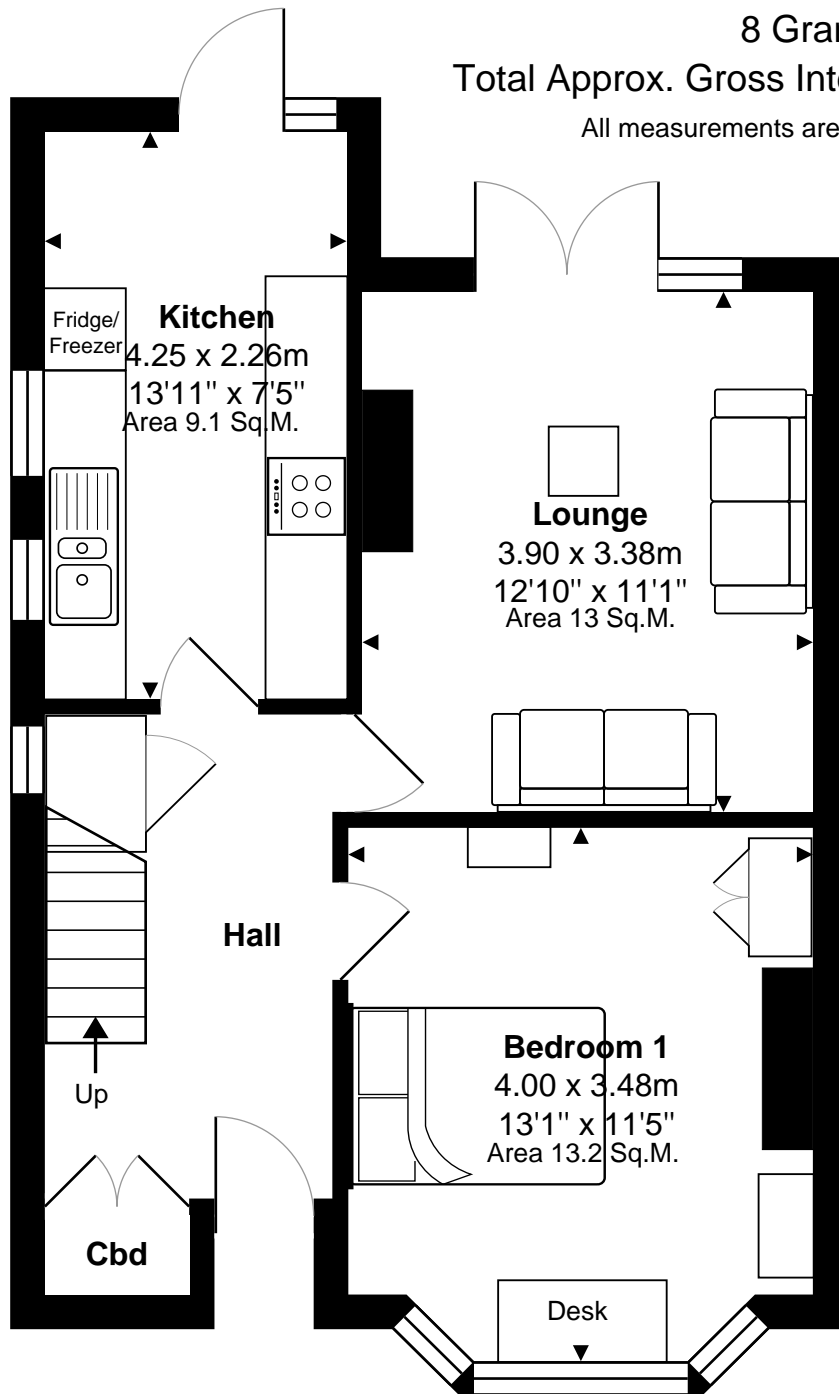 8 Gran
Total Approx. Gross Inte
All measurements are
Fridge/
Freezer
Kitchen
4.25 x 2.26m
13'11" x 7'5"
Area 9.1 Sq.M.
Lounge
3.90 x 3.38m
12'10" x 11'1"
Area 13 Sq.M.
Hall
Up
Bedroom 1
4.00 x 3.48m
13'1" x 11'5"
Area 13.2 Sq.M.
Cbd
Desk